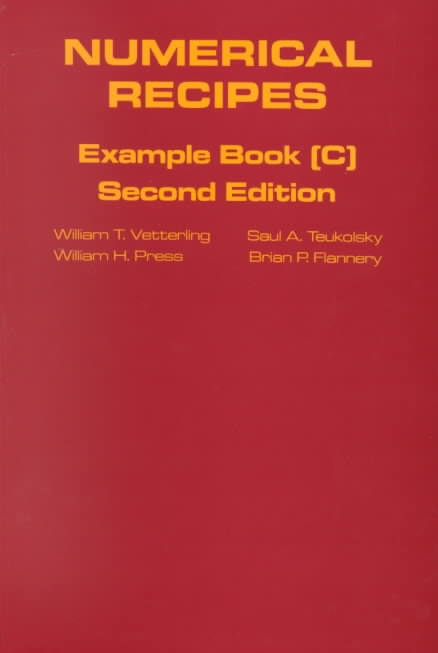 NUMERICAL
RECIPES
Example Book (C)
Second Edition
William T. Vetterling Saul A. Teukolsky
William H. Press Brian P. Flannery